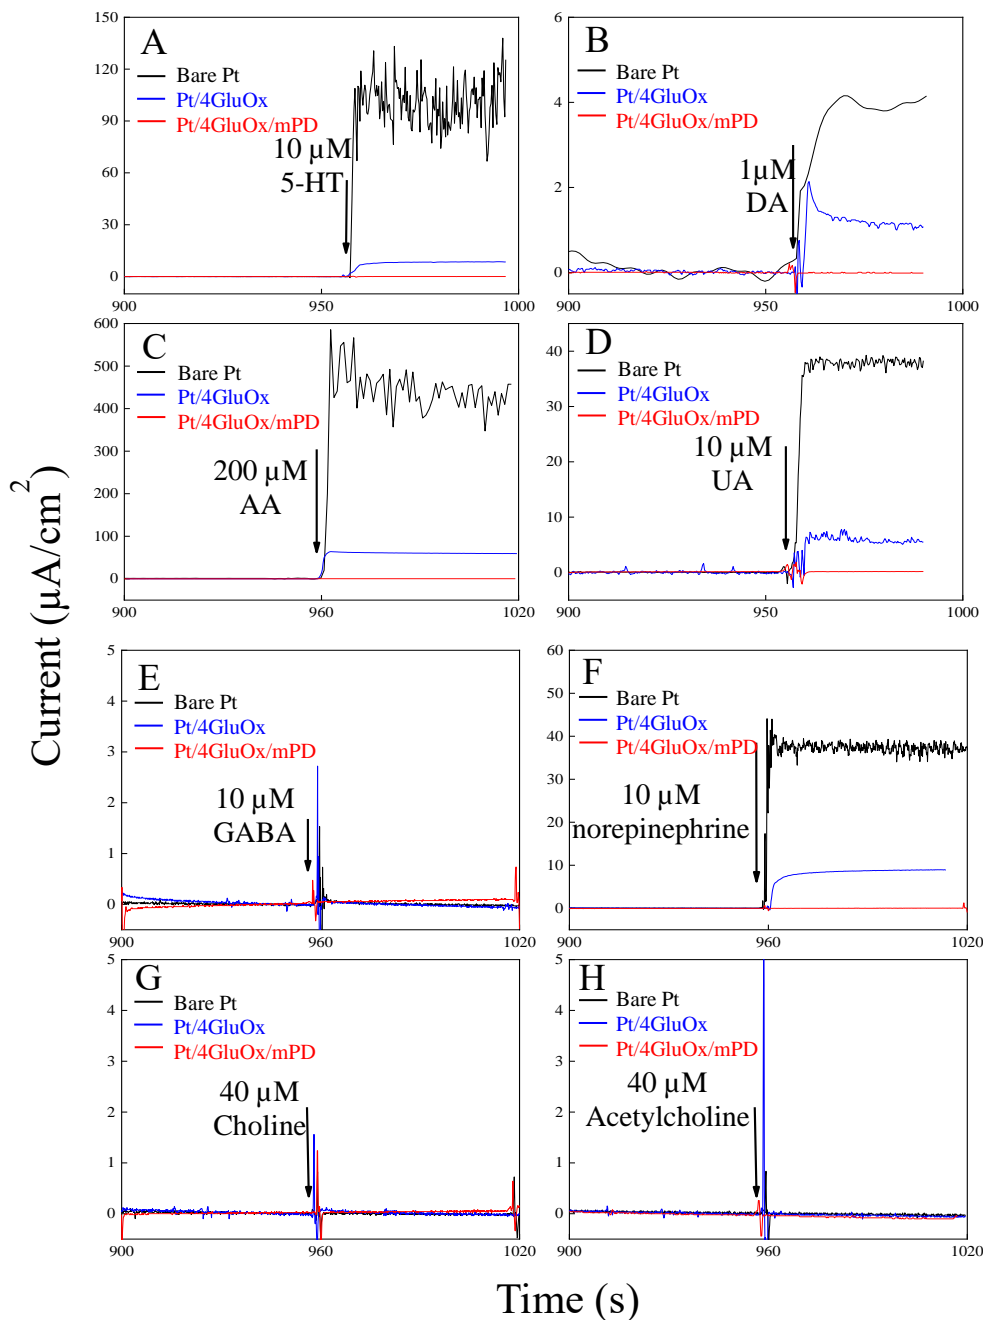 Current (µA/cm²)
A
Bare Pt
Pt/4GluOx
Pt/4GluOx/mPD
10 µM
5-HT
150
120
90
60
30
0
900
950
1000
B
Bare Pt
Pt/4GluOx
Pt/4GluOx/mPD
1µM
DA
6
4
2
0
900
950
1000
C
Bare Pt
Pt/4GluOx
Pt/4GluOx/mPD
200 µM
AA
600
500
400
300
200
100
0
900
960
1020
D
Bare Pt
Pt/4GluOx
Pt/4GluOx/mPD
10 µM
UA
40
20
0
900
950
1000
E
Bare Pt
Pt/4GluOx
Pt/4GluOx/mPD
10 µM
GABA
5
4
3
2
1
0
900
960
1020
F
Bare Pt
Pt/4GluOx
Pt/4GluOx/mPD
10 µM
norepinephrine
60
50
40
30
20
10
0
900
960
1020
G
Bare Pt
Pt/4GluOx
Pt/4GluOx/mPD
40 µM
Choline
5
4
3
2
1
0
900
960
1020
H
Bare Pt
Pt/4GluOx
Pt/4GluOx/mPD
40 µM
Acetylcholine
5
4
3
2
1
0
900
960
1020
Time (s)